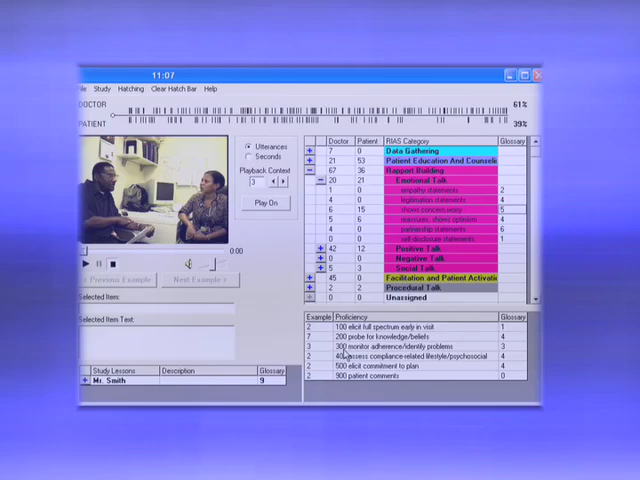 11:07
File Study Hatching Clear Hatch Bar Help
DOCTOR 61%
PATIENT 39%
Utterances
Seconds
Playback Context
3
Play On
0:00
< Previous Example Next Example >
Selected Item:
Selected Item Text:
Study Lessons Description Glossary
+ Mr. Smith 9
Doctor Patient RIAS Category Glossary
+ 7 0 Data Gathering
+ 21 53 Patient Education And Counseli
− 67 36 Rapport Building
− 20 21 Emotional Talk
1 0 empathy statements 2
4 0 legitimation statements 4
6 15 shows concern,worry 5
5 6 reassures, shows optimism 4
4 0 partnership statements 6
0 0 self-disclosure statements 1
+ 42 12 Positive Talk
+ 0 0 Negative Talk
+ 5 3 Social Talk
+ 45 0 Facilitation and Patient Activatio
+ 2 2 Procedural Talk
+ 0 0 Unassigned
Example Proficiency Glossary
2 100 elicit full spectrum early in visit 1
7 200 probe for knowledge/beliefs 4
3 300 monitor adherence/identify problems 3
2 400 assess compliance-related lifestyle/psychosocial 4
2 500 elicit commitment to plan 4
2 900 patient comments 0